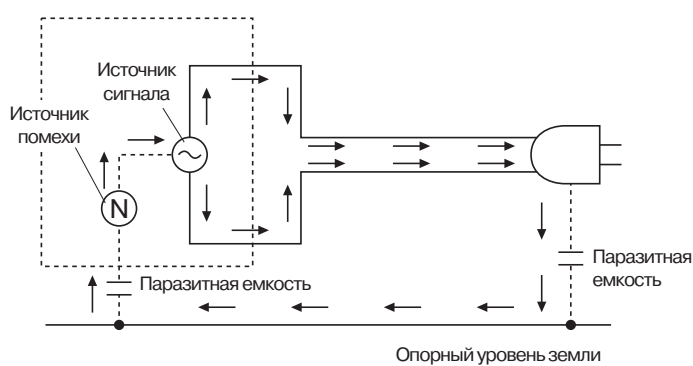 Источник
сигнала
Источник
помехи
N
Паразитная емкость
Паразитная
емкость
Опорный уровень земли